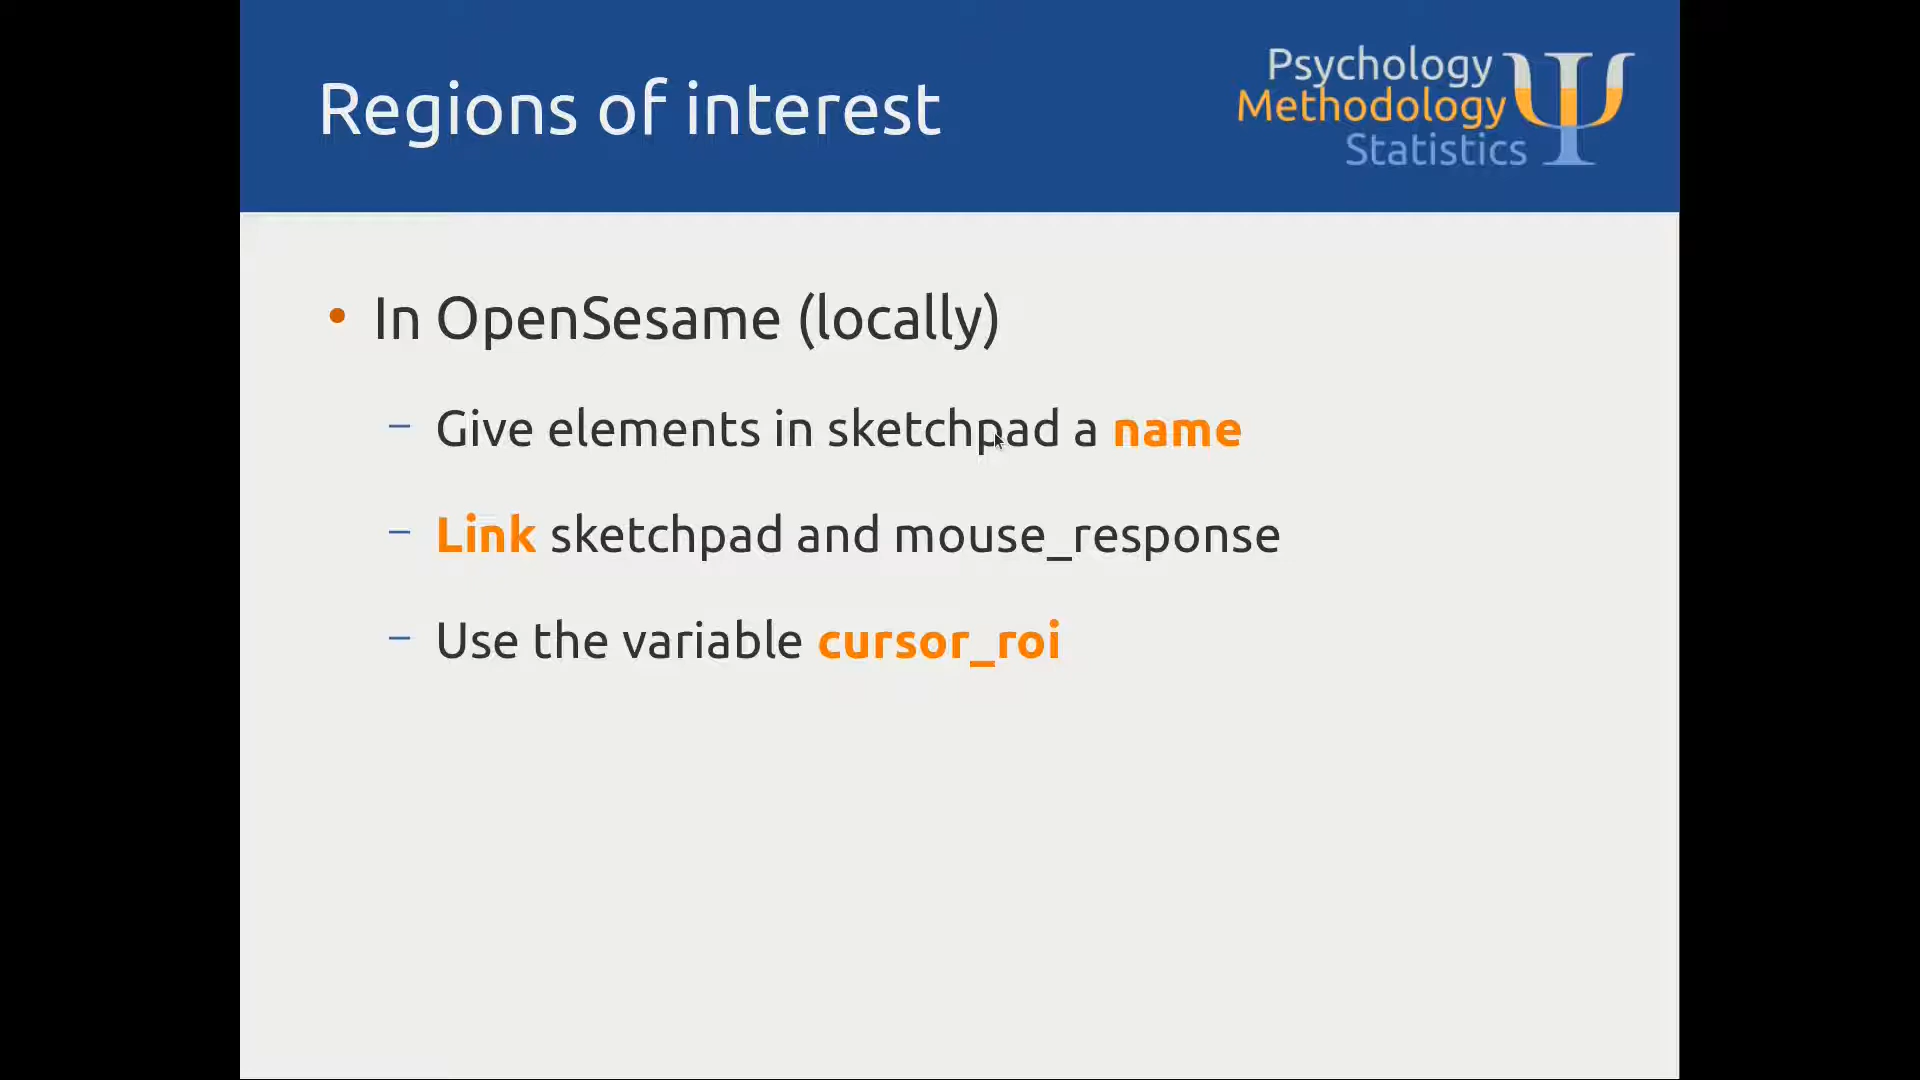 Regions of interest
Psychology
Methodology
Statistics
• In OpenSesame (locally)
– Give elements in sketchpad a name
– Link sketchpad and mouse_response
– Use the variable cursor_roi